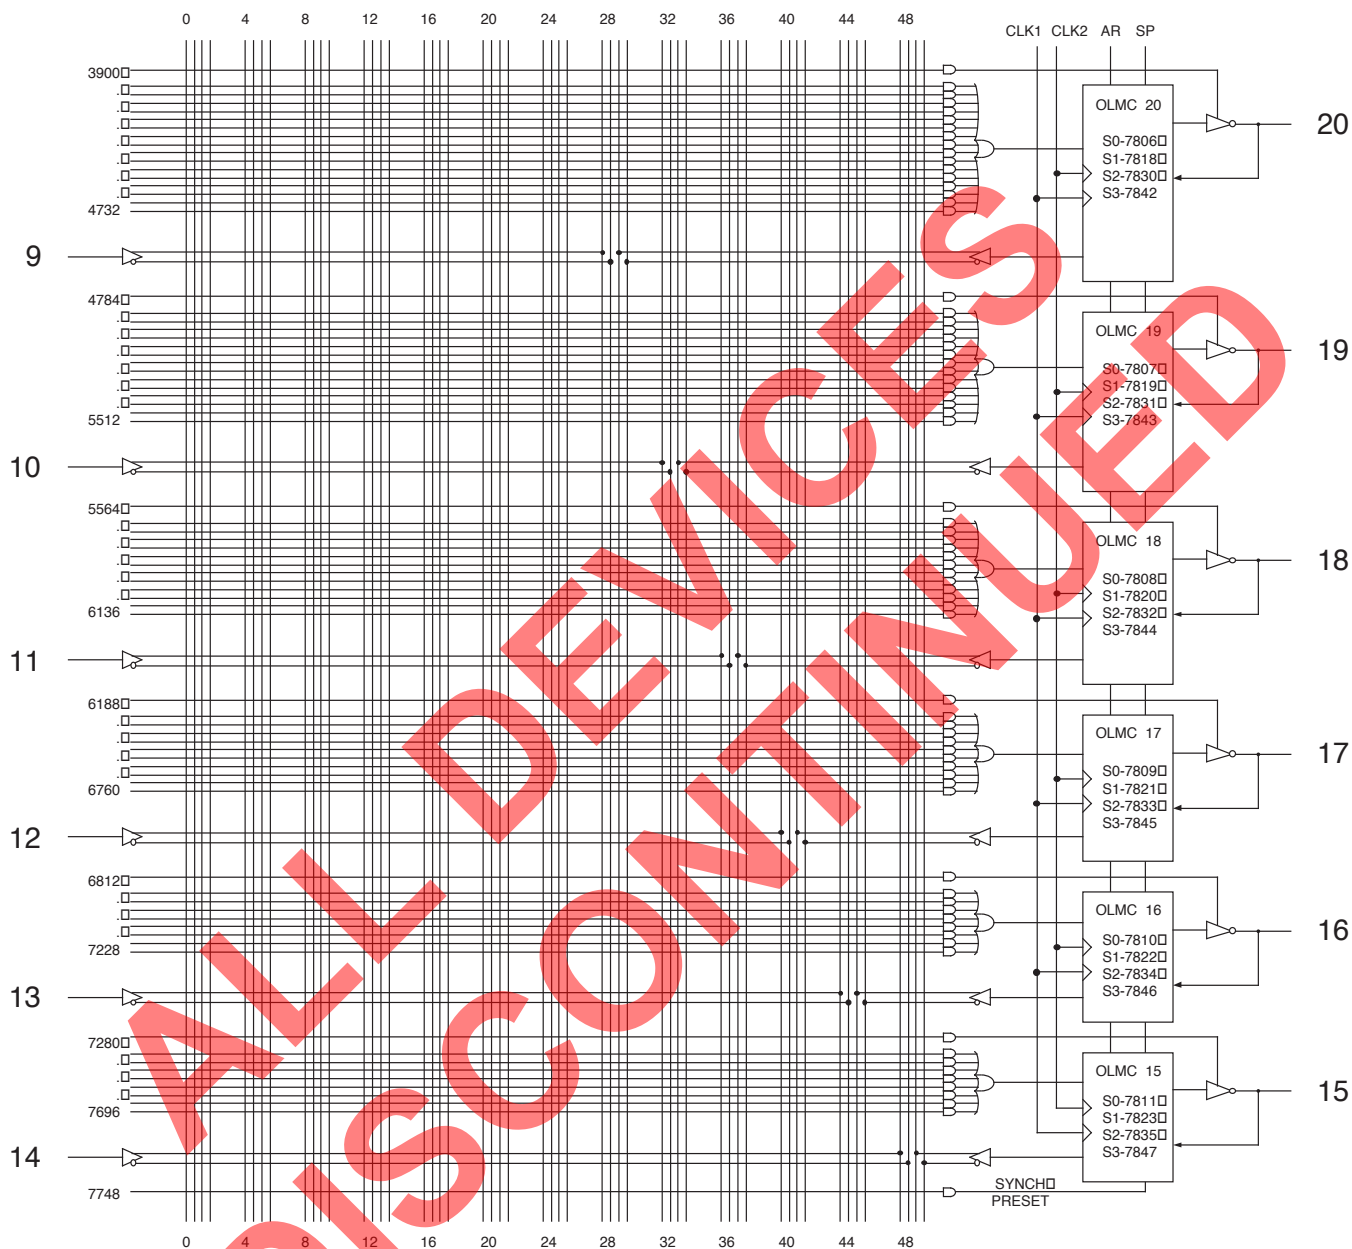 0 4 8 12 16 20 24 28 32 36 40 44 48
CLK1 CLK2 AR SP
3900□
.□
.□
.□
.□
.□
.□
.□
4732
OLMC 20
S0-7806□
S1-7818□
S2-7830□
S3-7842
20
9
4784□
.□
.□
.□
.□
.□
.□
5512
OLMC 19
S0-7807□
S1-7819□
S2-7831□
S3-7843
19
10
5564□
.□
.□
.□
.□
.□
6136
OLMC 18
S0-7808□
S1-7820□
S2-7832□
S3-7844
18
11
6188□
.□
.□
.□
.□
6760
OLMC 17
S0-7809□
S1-7821□
S2-7833□
S3-7845
17
12
6812□
.□
.□
.□
7228
OLMC 16
S0-7810□
S1-7822□
S2-7834□
S3-7846
16
13
7280□
.□
.□
.□
7696
OLMC 15
S0-7811□
S1-7823□
S2-7835□
S3-7847
15
14
7748
SYNCH□
PRESET
0 4 8 12 16 20 24 28 32 36 40 44 48
ALL DEVICES
DISCONTINUED